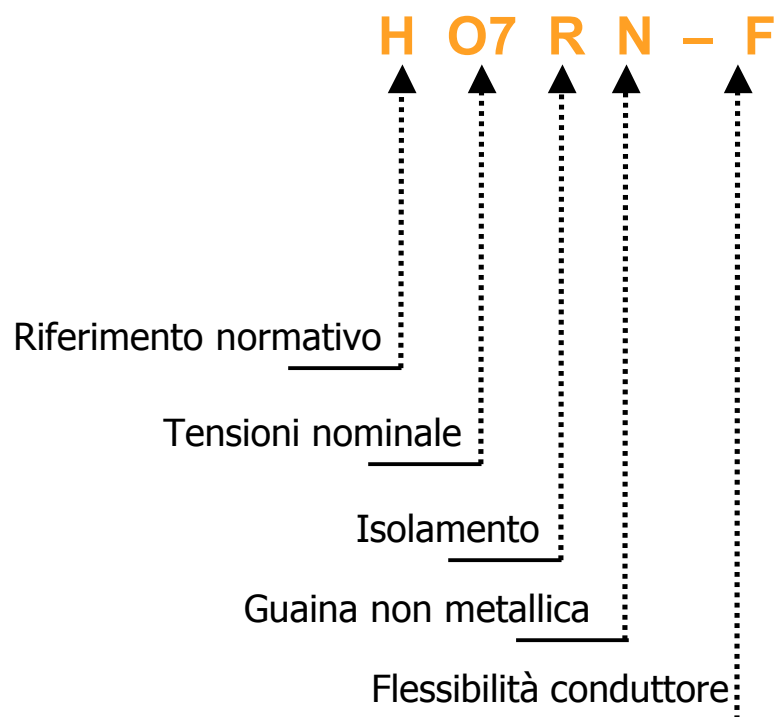 H O7 R N – F
Riferimento normativo
Tensioni nominale
Isolamento
Guaina non metallica
Flessibilità conduttore